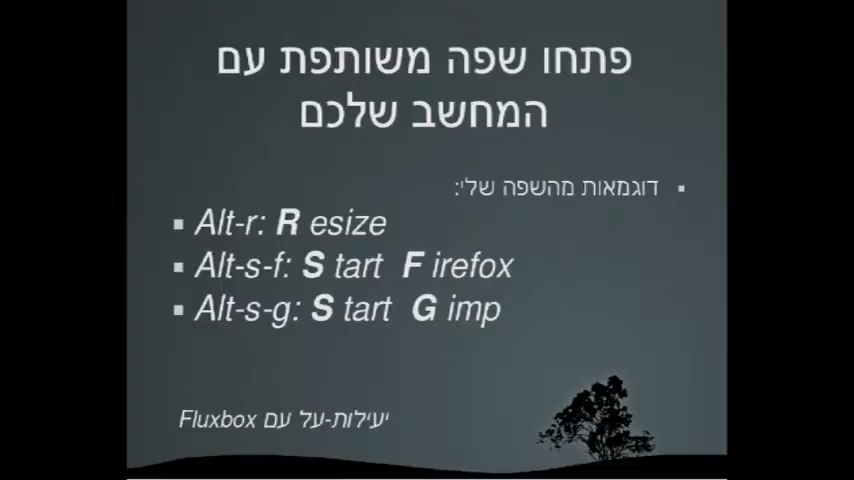 פתחו שפה משותפת עם
המחשב שלכם
דוגמאות מהשפה שלי:
Alt-r: R esize
Alt-s-f: S tart F irefox
Alt-s-g: S tart G imp
יעילות-על עם Fluxbox